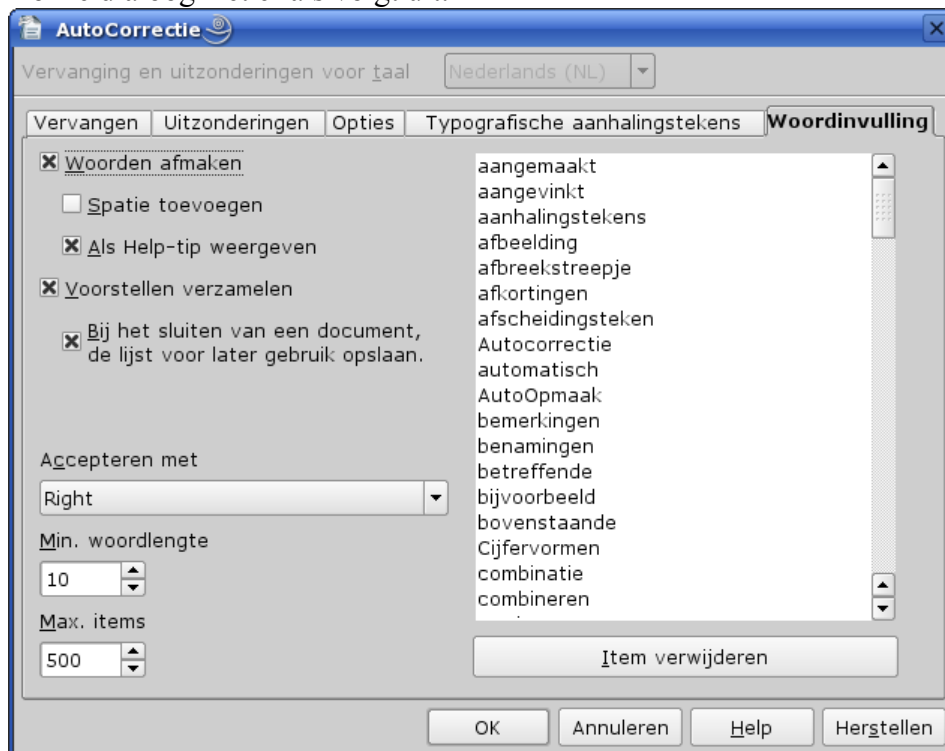 AutoCorrectie
Vervanging en uitzonderingen voor taal
Nederlands (NL)
Vervangen
Uitzonderingen
Opties
Typografische aanhalingstekens
Woordinvulling
Woorden afmaken
Spatie toevoegen
Als Help-tip weergeven
Voorstellen verzamelen
Bij het sluiten van een document,
de lijst voor later gebruik opslaan.
Accepteren met
Right
Min. woordlengte
10
Max. items
500
aangemaakt
aangevinkt
aanhalingstekens
afbeelding
afbreekstreepje
afkortingen
afscheidingsteken
Autocorrectie
automatisch
AutoOpmaak
bemerkingen
benamingen
betreffende
bijvoorbeeld
bovenstaande
Cijfervormen
combinatie
combineren
Item verwijderen
OK
Annuleren
Help
Herstellen